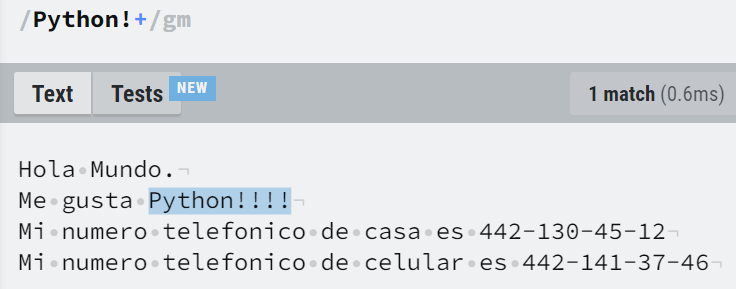 /Python!+/gm
Text Tests NEW 1 match (0.6ms)
Hola Mundo.
Me gusta Python!!!!
Mi numero telefonico de casa es 442-130-45-12
Mi numero telefonico de celular es 442-141-37-46